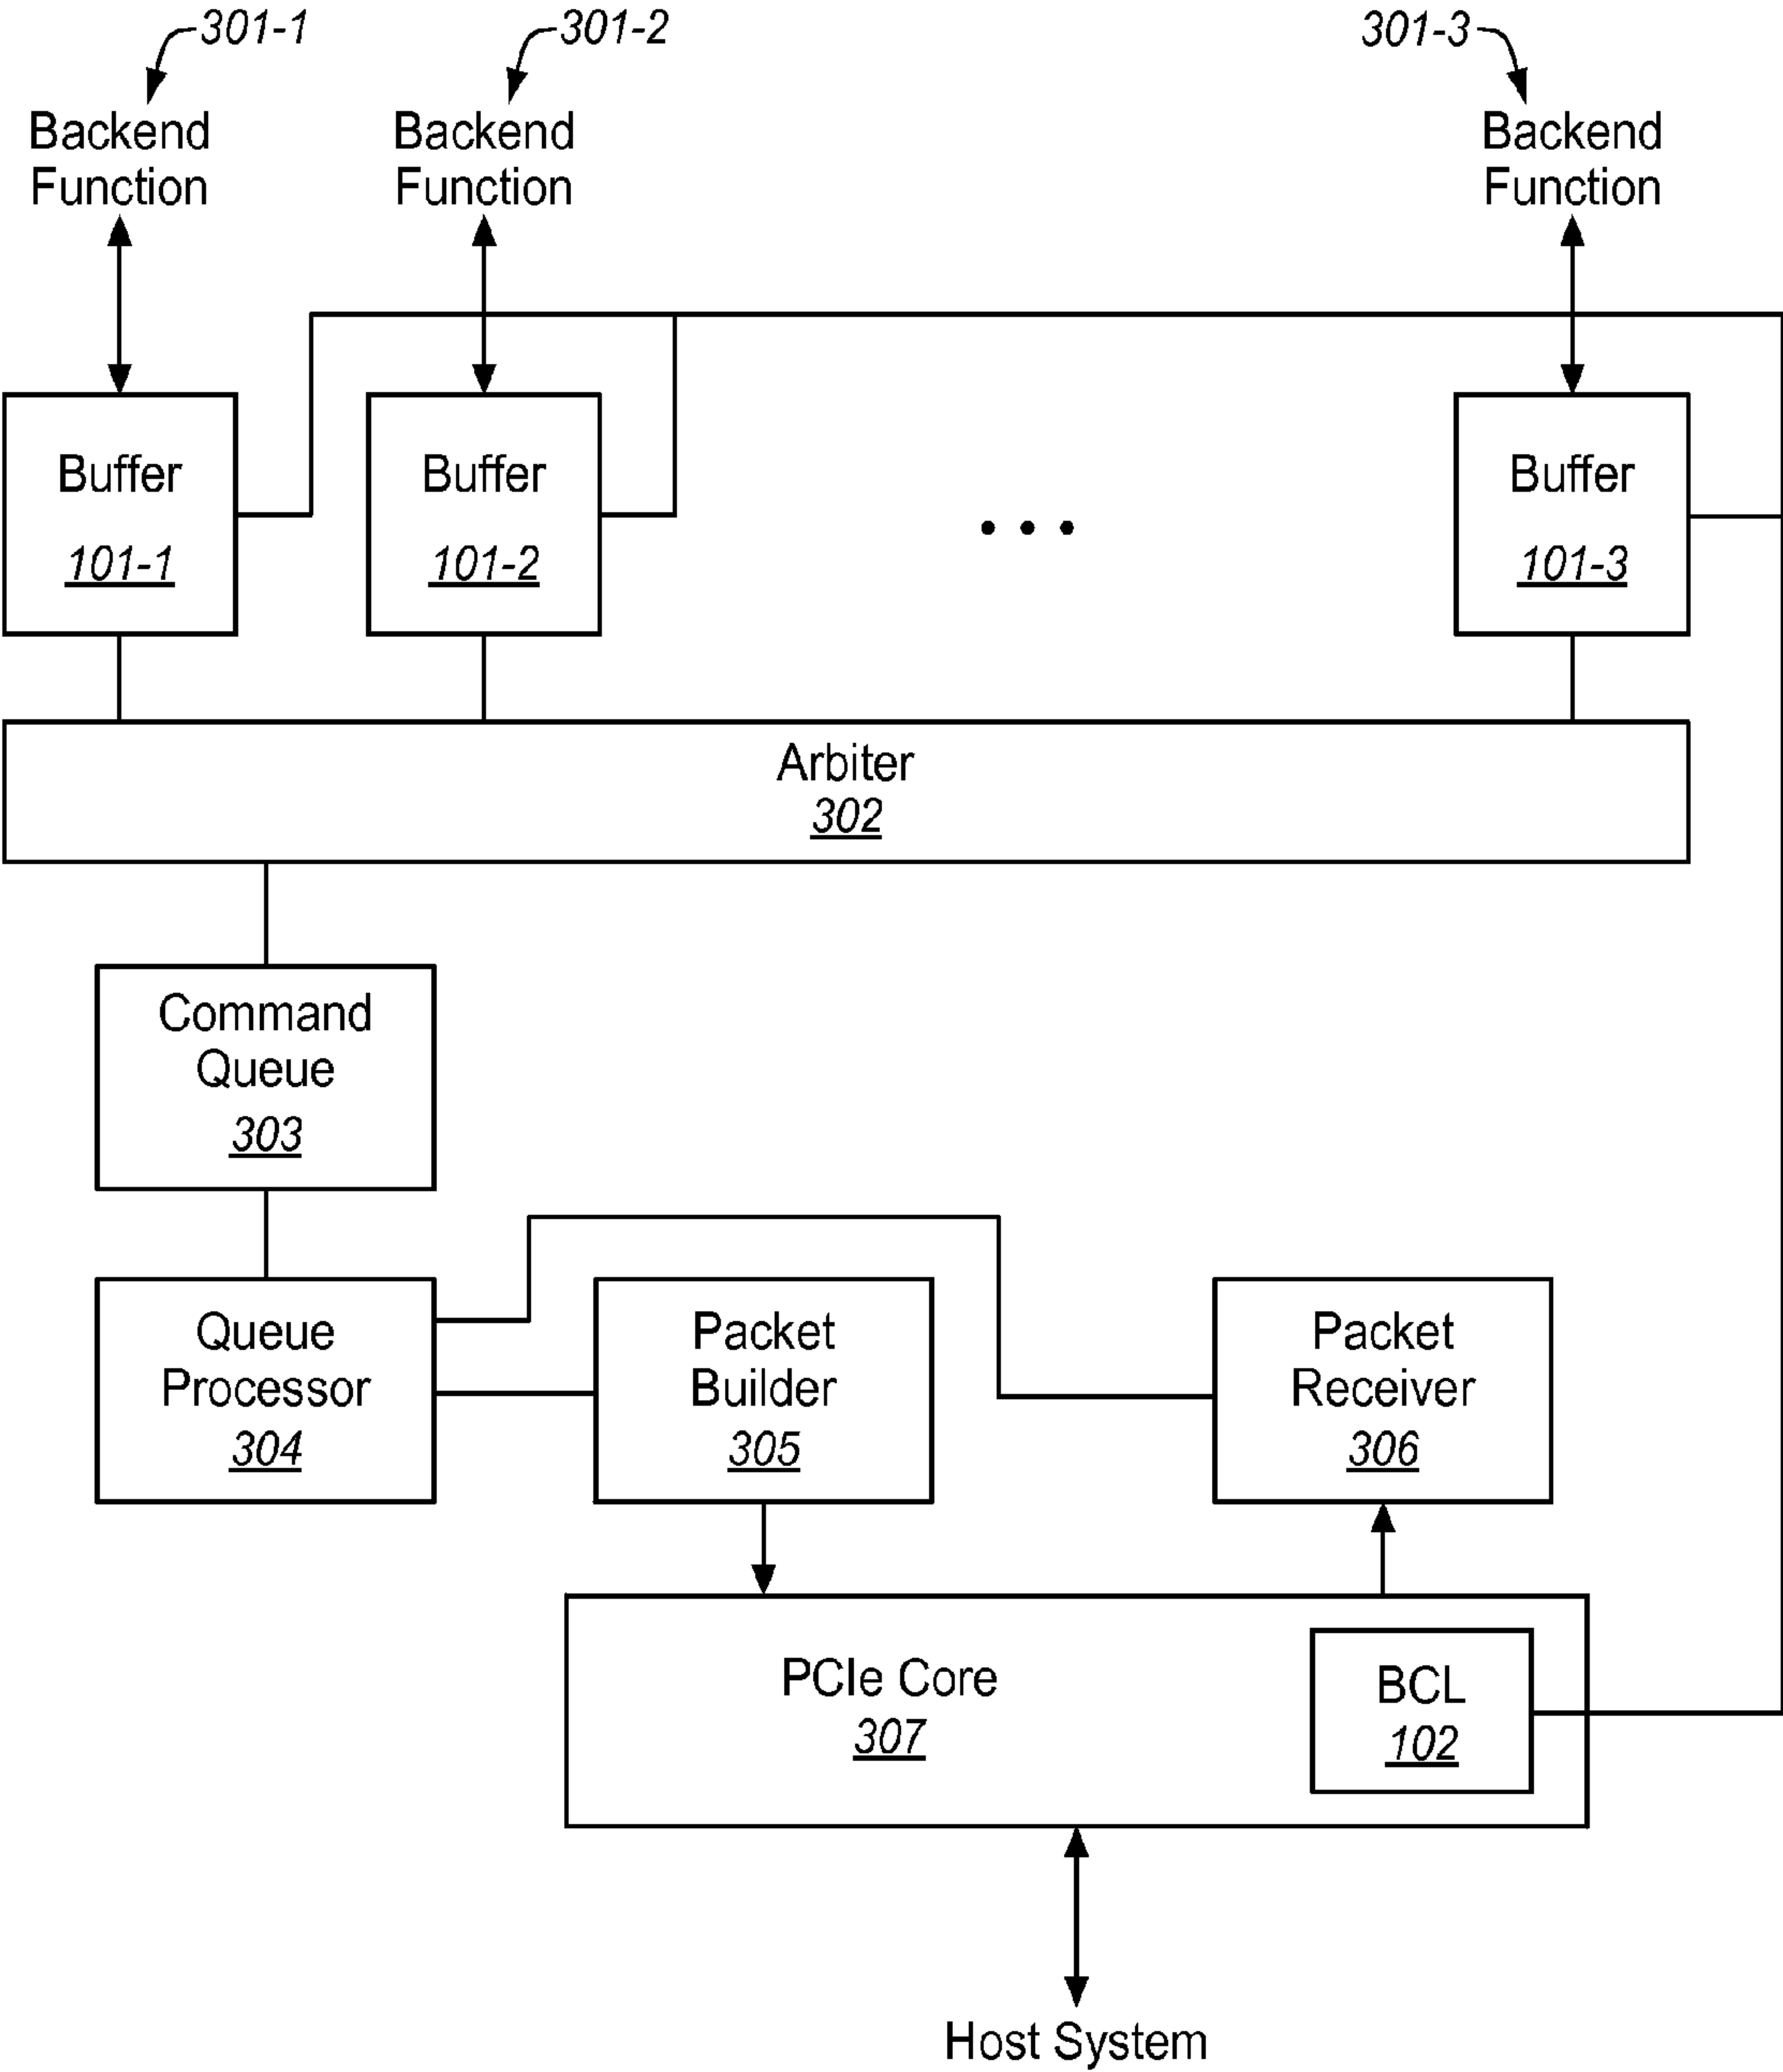 301-1
301-2
301-3
Backend
Function
Backend
Function
Backend
Function
Buffer
101-1
Buffer
101-2
...
Buffer
101-3
Arbiter
302
Command
Queue
303
Queue
Processor
304
Packet
Builder
305
Packet
Receiver
306
PCIe Core
307
BCL
102
Host System